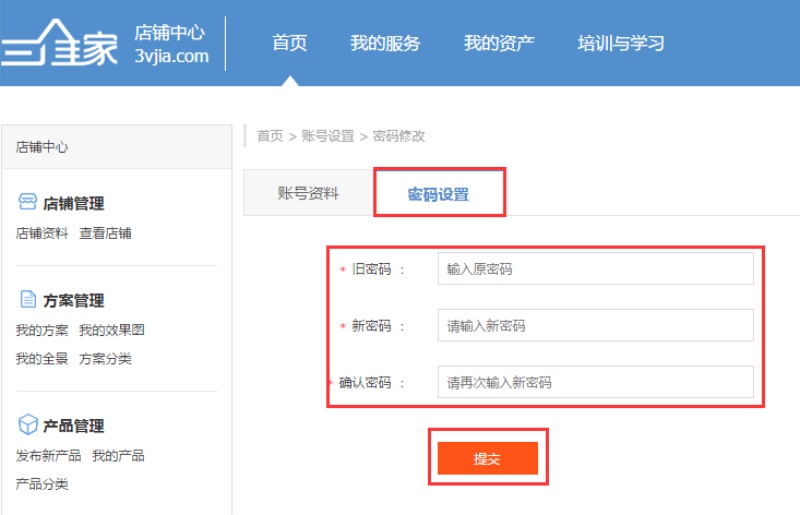 三维家 店铺中心
3vjia.com
首页 我的服务 我的资产 培训与学习
店铺中心
店铺管理
店铺资料 查看店铺
方案管理
我的方案 我的效果图
我的全景 方案分类
产品管理
发布新产品 我的产品
产品分类
首页 > 账号设置 > 密码修改
账号资料 密码设置
* 旧密码 : 输入原密码
* 新密码 : 请输入新密码
* 确认密码 : 请再次输入新密码
提交